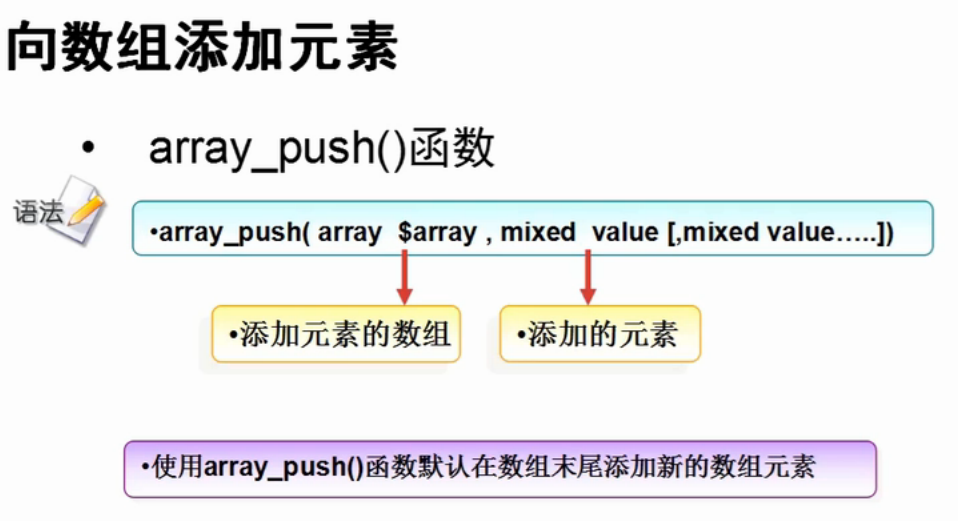 向数组添加元素
• array_push()函数
语法
•array_push( array $array , mixed value [,mixed value…..])
•添加元素的数组
•添加的元素
•使用array_push()函数默认在数组末尾添加新的数组元素